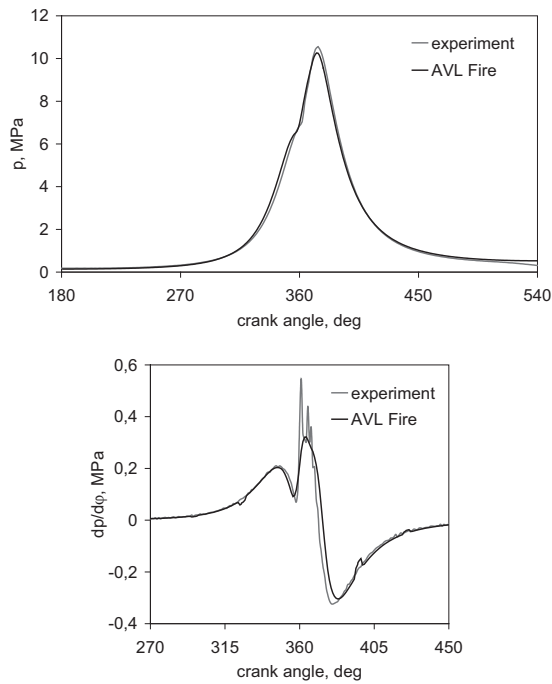 12
10
8
6
4
2
0
p, MPa
experiment
AVL Fire
180 270 360 450 540
crank angle, deg
0,6
0,4
0,2
0
-0,2
-0,4
dp/dφ, MPa
experiment
AVL Fire
270 315 360 405 450
crank angle, deg